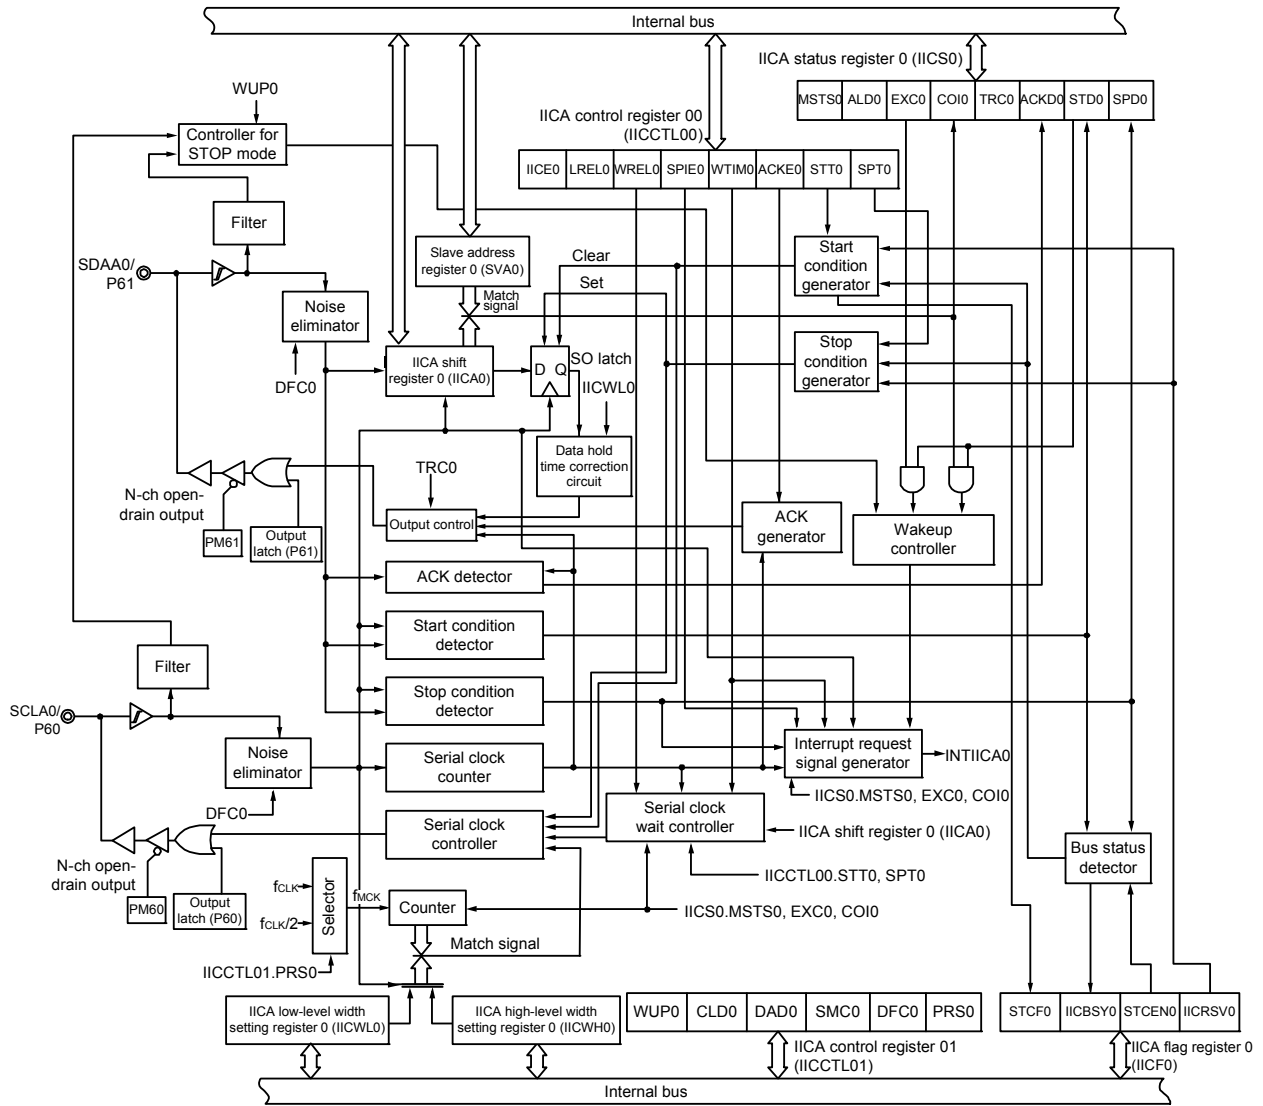 Internal bus
IICA status register 0 (IICS0)
MSTS0 ALD0 EXC0 COI0 TRC0 ACKD0 STD0 SPD0
WUP0
IICA control register 00
(IICCTL00)
Controller for
STOP mode
IICE0 LREL0 WREL0 SPIE0 WTIM0 ACKE0 STT0 SPT0
Filter
Slave address
register 0 (SVA0)
Clear
Start
condition
generator
SDAA0/
P61
Set
Noise
eliminator
Match
signal
Stop
condition
generator
IICA shift
register 0 (IICA0)
SO latch
D Q
DFC0
IICWL0
Data hold
time correction
circuit
TRC0
N-ch open-
drain output
PM61
Output
latch (P61)
Output control
ACK
generator
Wakeup
controller
ACK detector
Start condition
detector
Filter
Stop condition
detector
SCLA0/
P60
Noise
eliminator
Serial clock
counter
Interrupt request
signal generator
INTIICA0
DFC0
IICS0.MSTS0, EXC0, COI0
Serial clock
controller
Serial clock
wait controller
IICA shift register 0 (IICA0)
Bus status
detector
N-ch open-
drain output
PM60
Output
latch (P60)
IICCTL00.STT0, SPT0
fCLK
fCLK/2
Selector
fMCK
Counter
IICS0.MSTS0, EXC0, COI0
Match signal
IICCTL01.PRS0
IICA low-level width
setting register 0 (IICWL0)
IICA high-level width
setting register 0 (IICWH0)
WUP0 CLD0 DAD0 SMC0 DFC0 PRS0
STCF0 IICBSY0 STCEN0 IICRSV0
IICA control register 01
(IICCTL01)
IICA flag register 0
(IICF0)
Internal bus